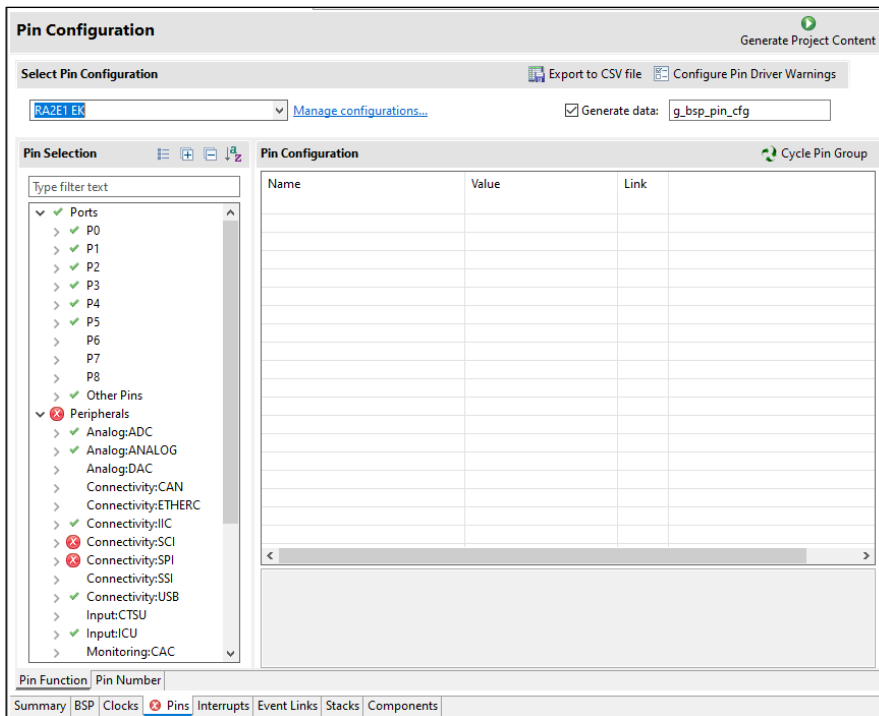 Pin Configuration
Generate Project Content
Select Pin Configuration
Export to CSV file
Configure Pin Driver Warnings
RA2E1 EK
Manage configurations...
Generate data:
g_bsp_pin_cfg
Pin Selection
Pin Configuration
Cycle Pin Group
Type filter text
Name Value Link
Ports
P0
P1
P2
P3
P4
P5
P6
P7
P8
Other Pins
Peripherals
Analog:ADC
Analog:ANALOG
Analog:DAC
Connectivity:CAN
Connectivity:ETHERC
Connectivity:IIC
Connectivity:SCI
Connectivity:SPI
Connectivity:SSI
Connectivity:USB
Input:CTSU
Input:ICU
Monitoring:CAC
Pin Function Pin Number
Summary BSP Clocks Pins Interrupts Event Links Stacks Components